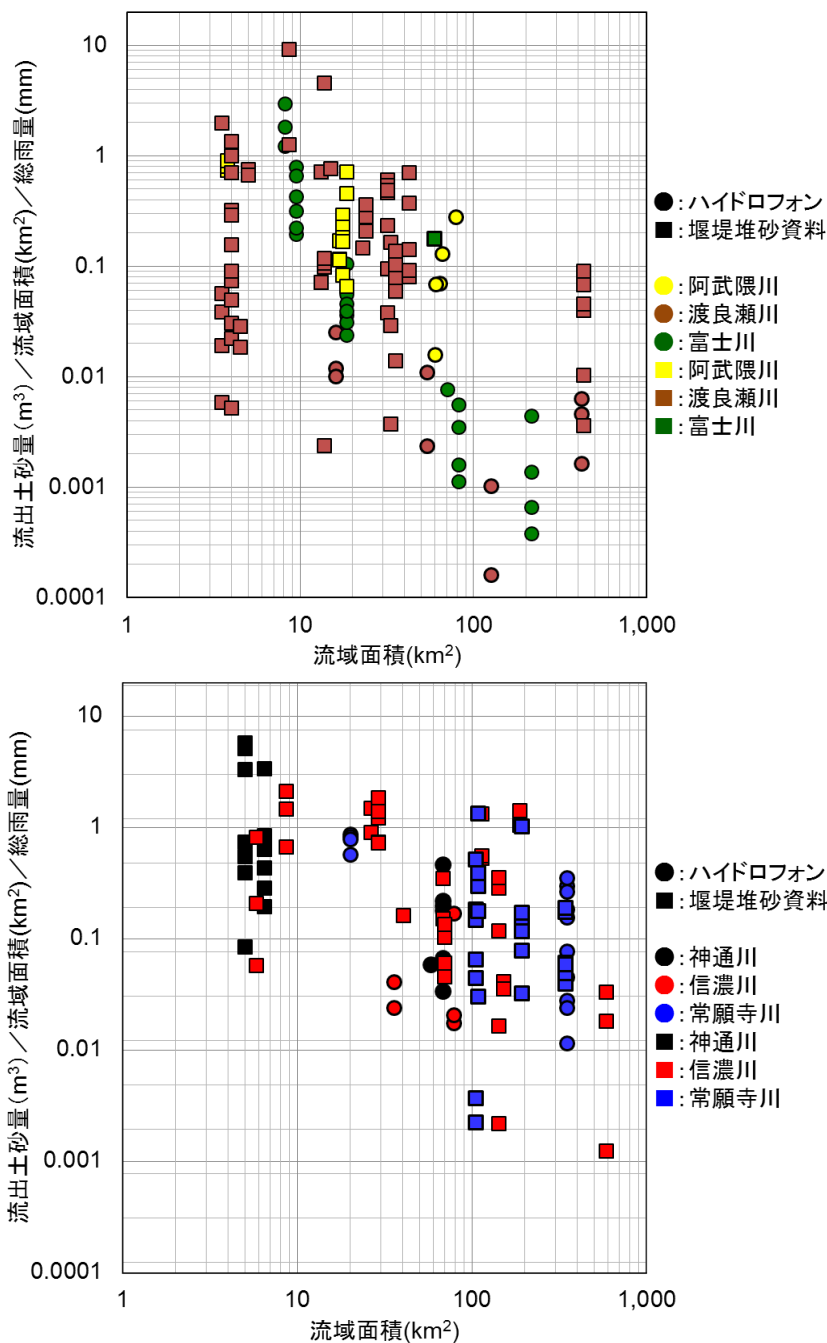 流出土砂量(m³)/流域面積(km²)/総雨量(mm)
10
1
0.1
0.01
0.001
0.0001
1
10
100
1,000
流域面積(km²)
●:ハイドロフォン
■:堰堤堆砂資料
●:阿武隈川
●:渡良瀬川
●:富士川
■:阿武隈川
■:渡良瀬川
■:富士川
流出土砂量(m³)/流域面積(km²)/総雨量(mm)
10
1
0.1
0.01
0.001
0.0001
1
10
100
1,000
流域面積(km²)
●:ハイドロフォン
■:堰堤堆砂資料
●:神通川
●:信濃川
●:常願寺川
■:神通川
■:信濃川
■:常願寺川